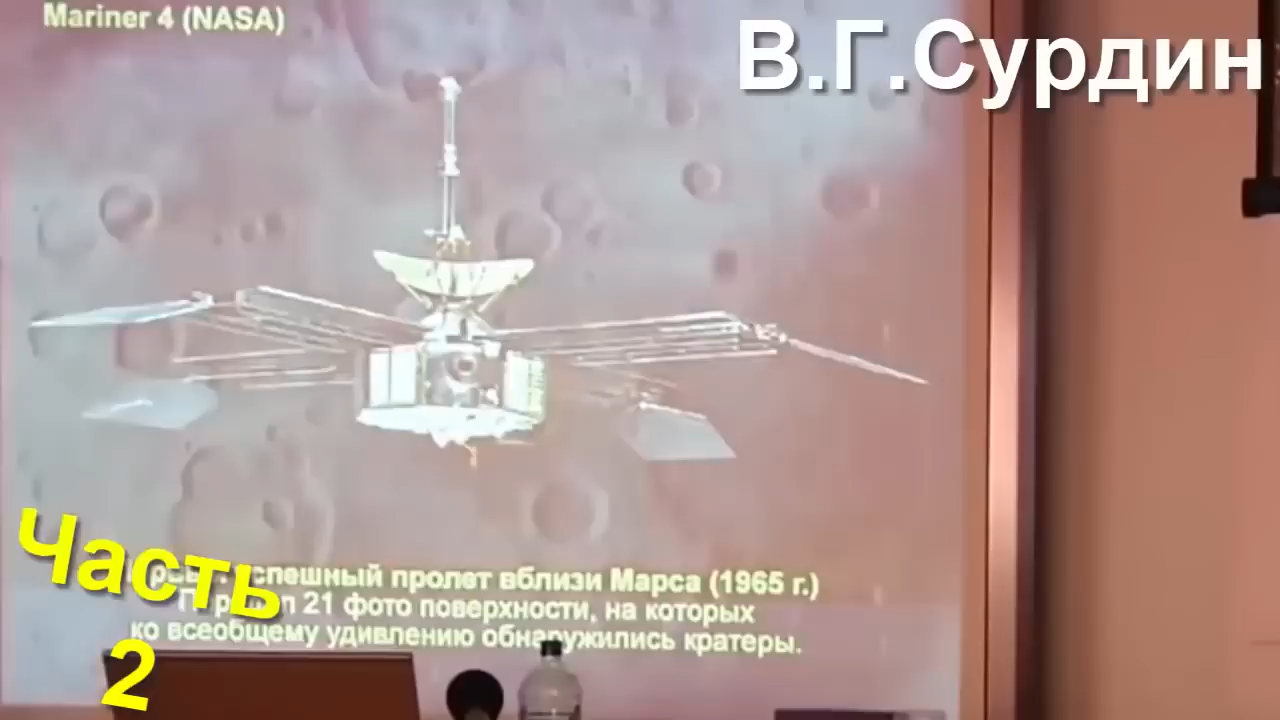 Mariner 4 (NASA)
В.Г.Сурдин
Часть
2
пролет вблизи Марса (1965 г.)
21 фото поверхности, на которых
ко всеобщему удивлению обнаружились кратеры.